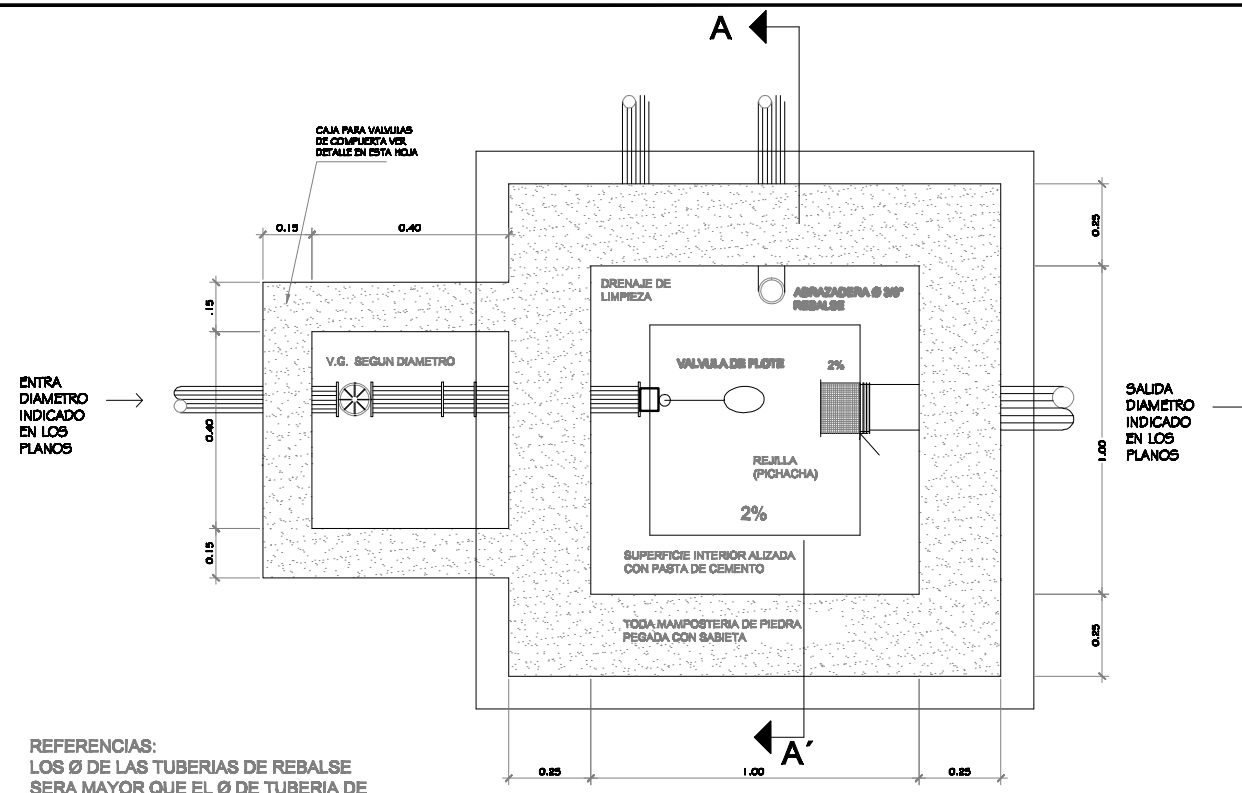 A
CAJA PARA VALVULAS
DE COMPUERTA VER
DETALLE EN ESTA HOJA
0.15
0.40
0.25
DRENAJE DE
LIMPIEZA
ABRAZADERA Ø 3/8"
REBALSE
.15
V.G. SEGUN DIAMETRO
VALVULA DE FLOTE
2%
ENTRA
DIAMETRO
INDICADO
EN LOS
PLANOS
0.40
SALIDA
DIAMETRO
INDICADO
EN LOS
PLANOS
1.00
REJILLA
(PICHACHA)
2%
0.15
SUPERFICIE INTERIOR ALIZADA
CON PASTA DE CEMENTO
TODA MAMPOSTERIA DE PIEDRA
PEGADA CON SABIETA
0.25
A´
REFERENCIAS:
LOS Ø DE LAS TUBERIAS DE REBALSE
SERA MAYOR QUE EL Ø DE TUBERIA DE
0.25
1.00
0.25